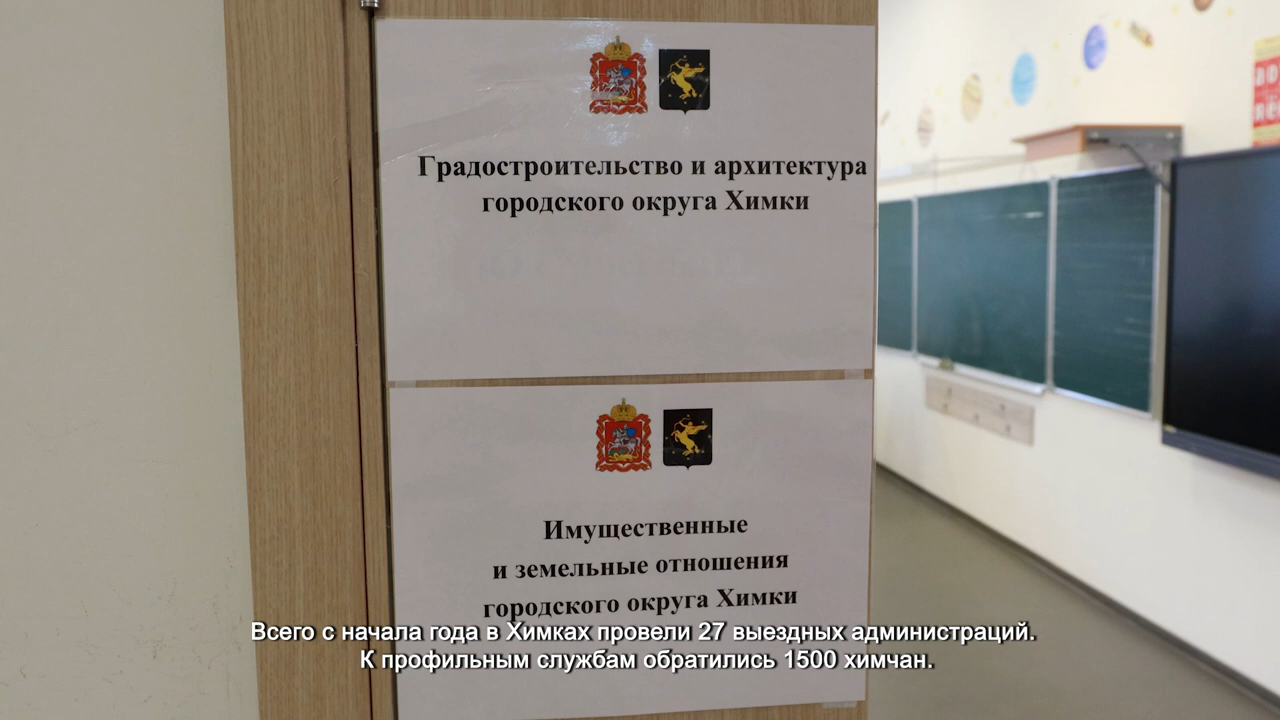 Градостроительство и архитектура
городского округа Химки
Имущественные
и земельные отношения
городского округа Химки
Всего с начала года в Химках провели 27 выездных администраций.
К профильным службам обратились 1500 химчан.